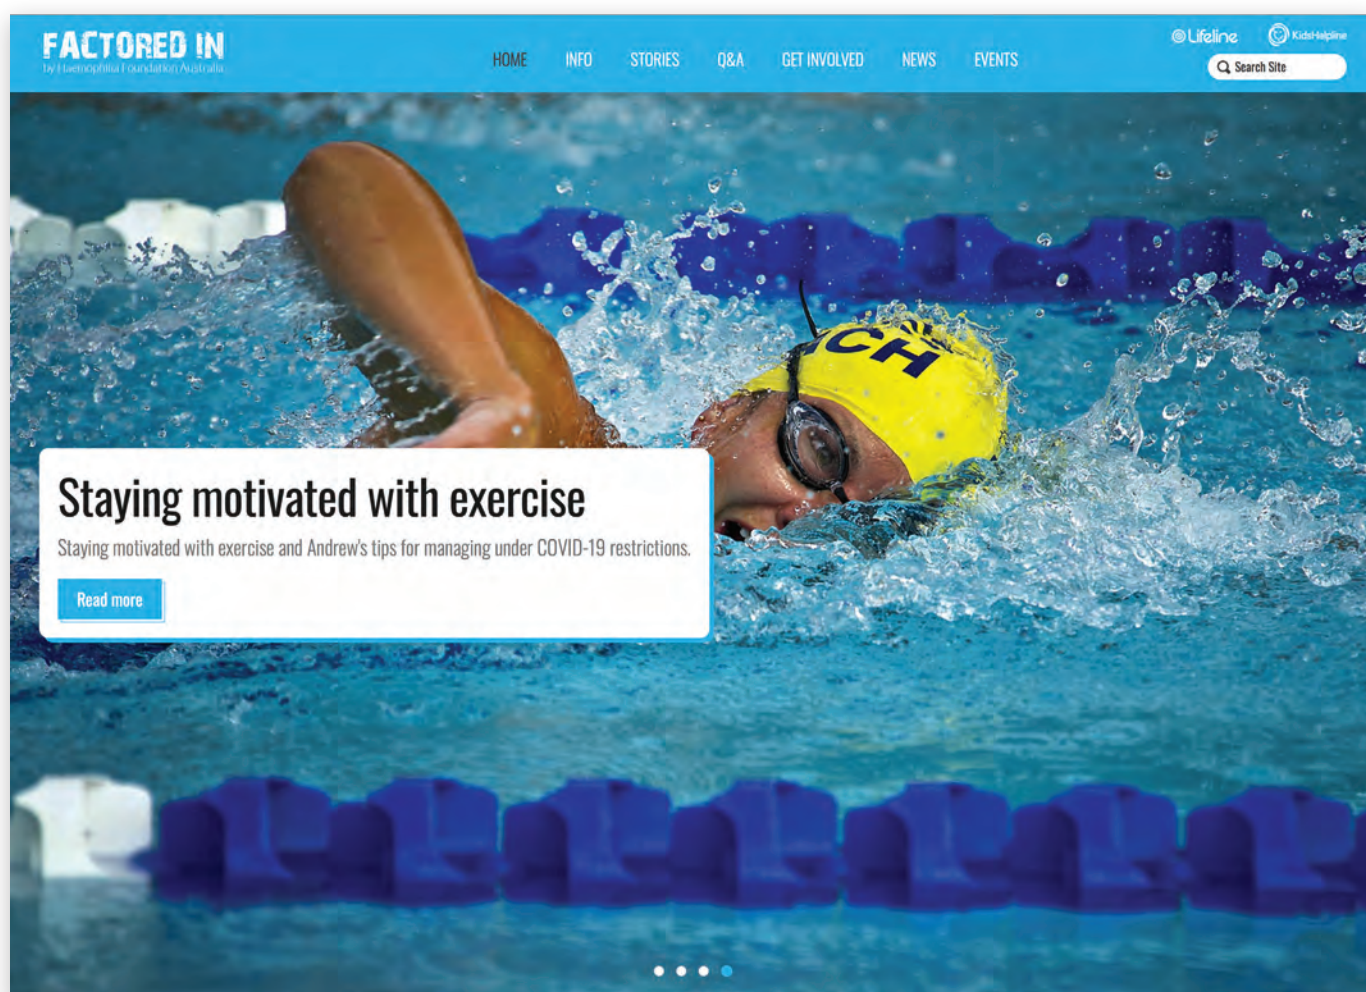 FACTORED IN
by Haemophilia Foundation Australia
HOME INFO STORIES Q&A GET INVOLVED NEWS EVENTS
Lifeline KidsHelpline
Search Site
CH
Staying motivated with exercise
Staying motivated with exercise and Andrew's tips for managing under COVID-19 restrictions.
Read more